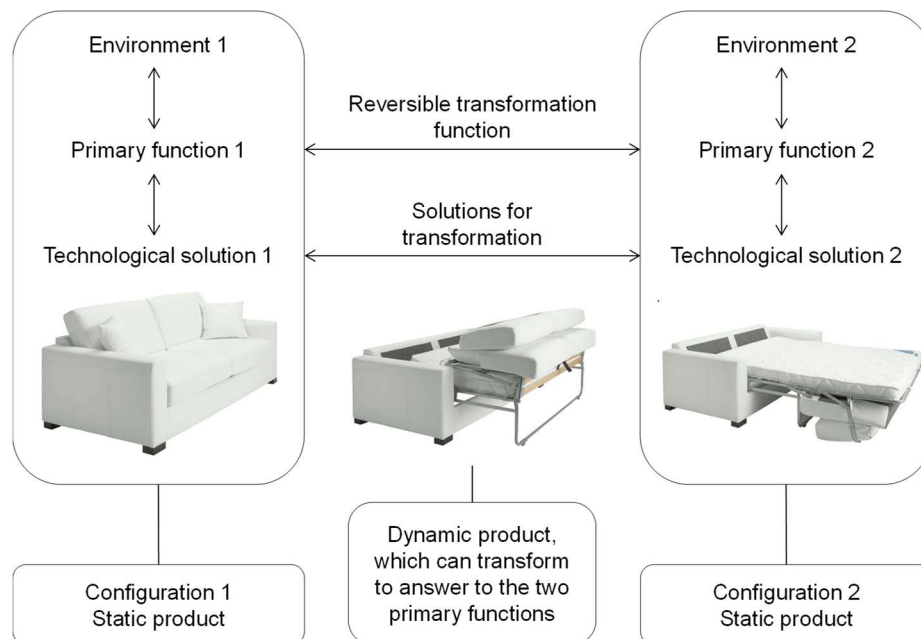 Environment 1
Primary function 1
Technological solution 1
Reversible transformation
function
Solutions for
transformation
Environment 2
Primary function 2
Technological solution 2
Configuration 1
Static product
Dynamic product,
which can transform
to answer to the two
primary functions
Configuration 2
Static product